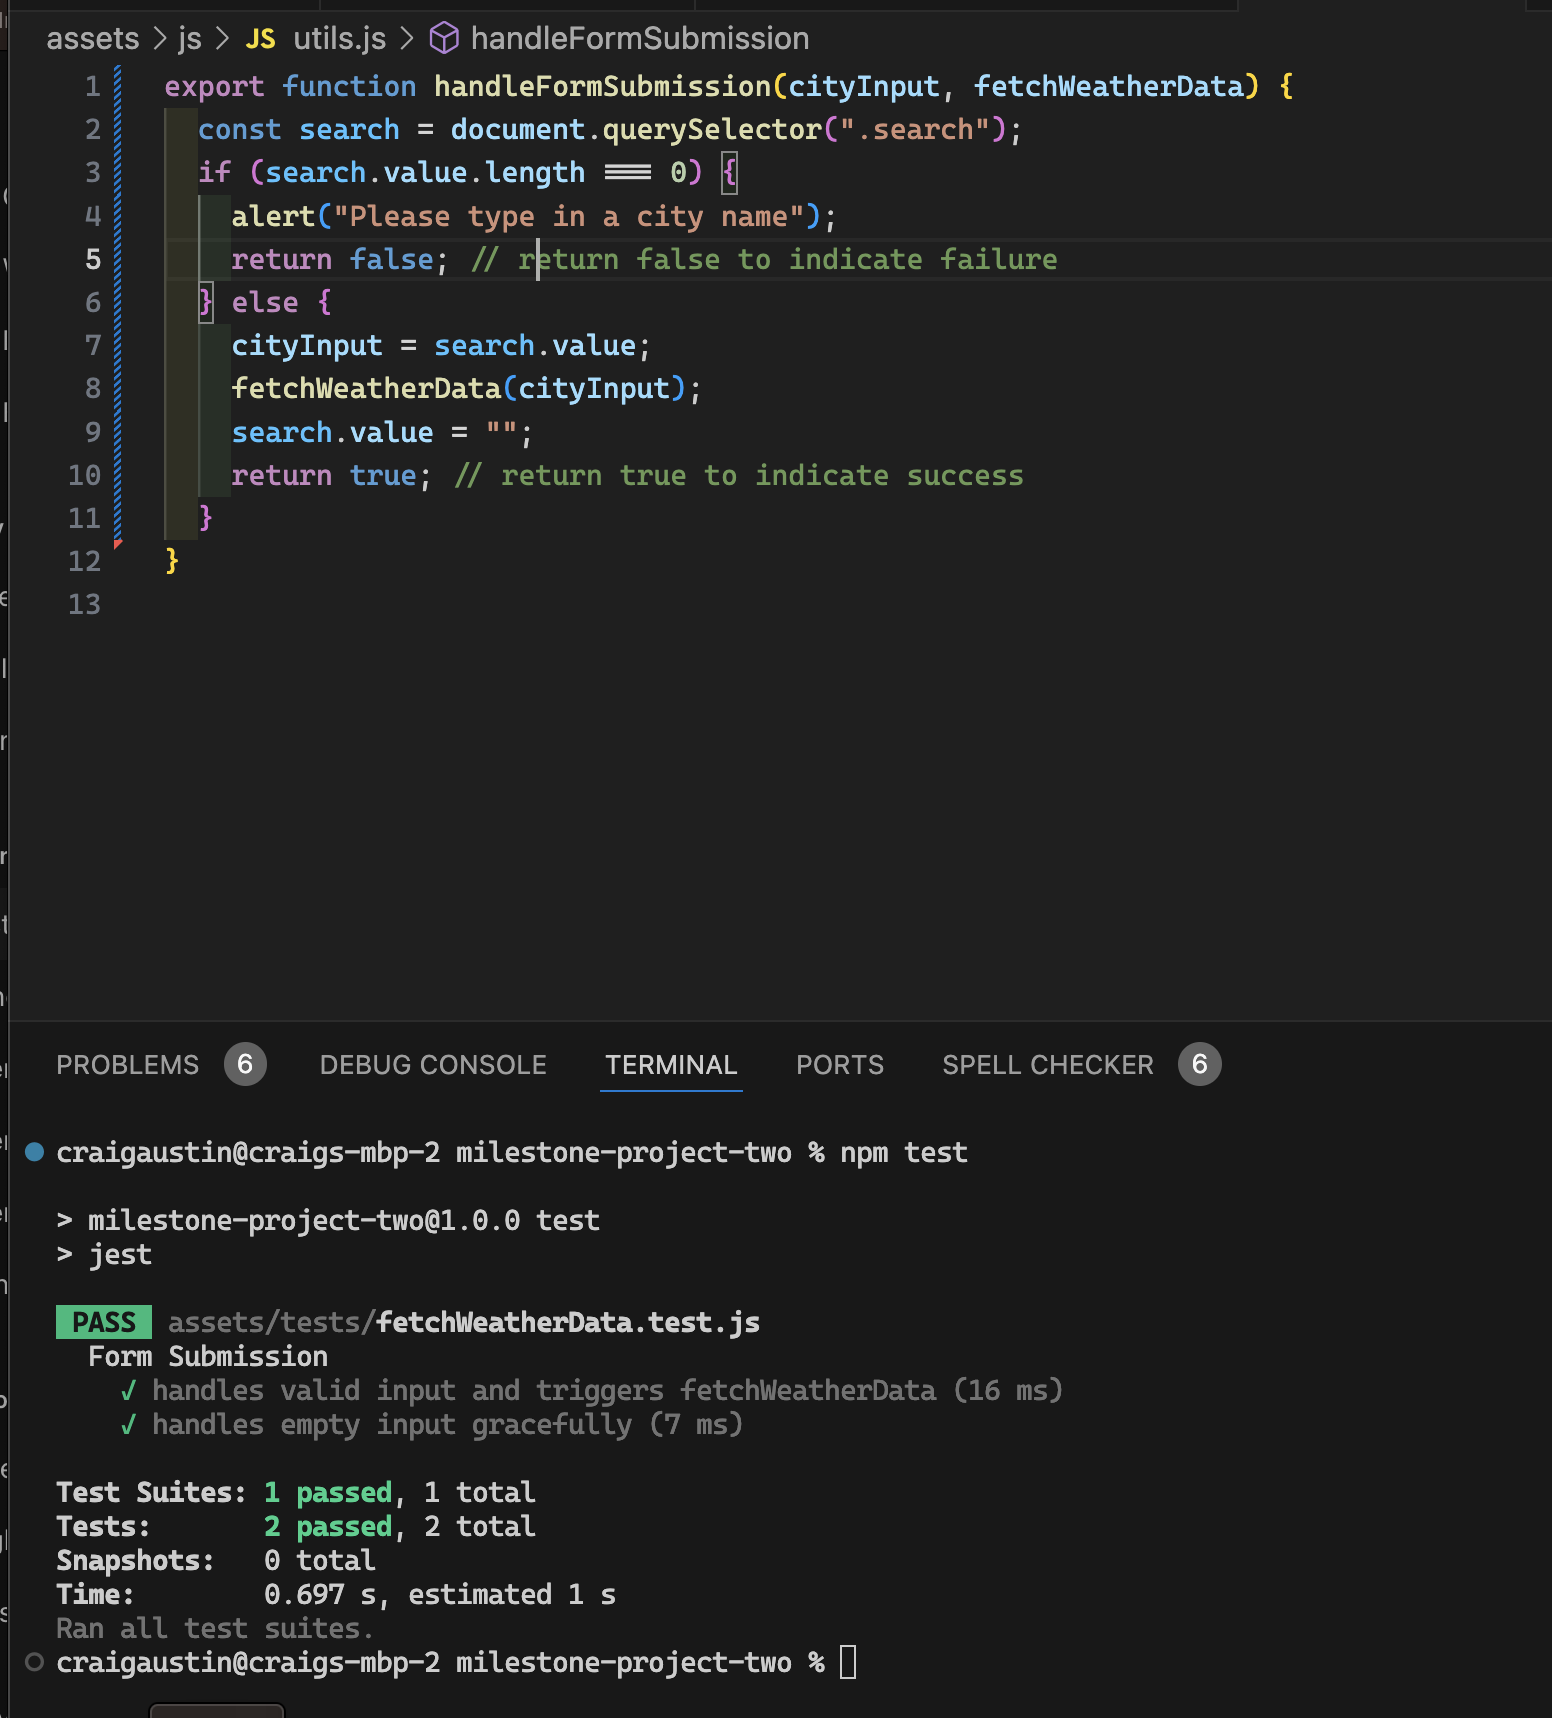 assets > js > JS utils.js > handleFormSubmission
1 export function handleFormSubmission(cityInput, fetchWeatherData) {
2 const search = document.querySelector(".search");
3 if (search.value.length === 0) {
4 alert("Please type in a city name");
5 return false; // return false to indicate failure
6 } else {
7 cityInput = search.value;
8 fetchWeatherData(cityInput);
9 search.value = "";
10 return true; // return true to indicate success
11 }
12 }
13
PROBLEMS 6 DEBUG CONSOLE TERMINAL PORTS SPELL CHECKER 6
craigaustin@craigs-mbp-2 milestone-project-two % npm test
> milestone-project-two@1.0.0 test
> jest
PASS assets/tests/fetchWeatherData.test.js
Form Submission
✓ handles valid input and triggers fetchWeatherData (16 ms)
✓ handles empty input gracefully (7 ms)
Test Suites: 1 passed, 1 total
Tests: 2 passed, 2 total
Snapshots: 0 total
Time: 0.697 s, estimated 1 s
Ran all test suites.
craigaustin@craigs-mbp-2 milestone-project-two %